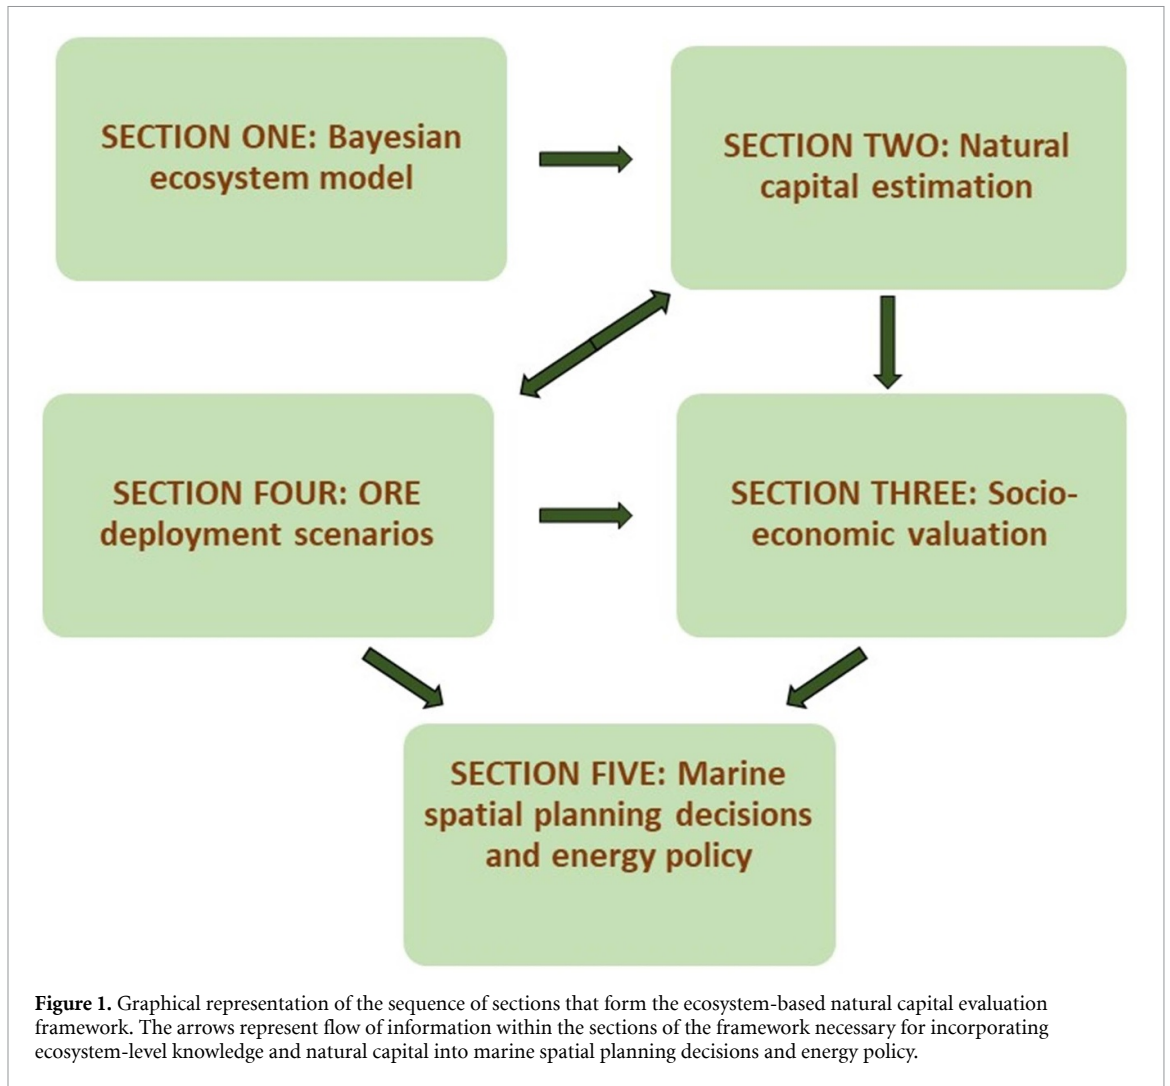 SECTION ONE: Bayesian
ecosystem model
SECTION TWO: Natural
capital estimation
SECTION FOUR: ORE
deployment scenarios
SECTION THREE: Socio-
economic valuation
SECTION FIVE: Marine
spatial planning decisions
and energy policy
Figure 1. Graphical representation of the sequence of sections that form the ecosystem-based natural capital evaluation
framework. The arrows represent flow of information within the sections of the framework necessary for incorporating
ecosystem-level knowledge and natural capital into marine spatial planning decisions and energy policy.